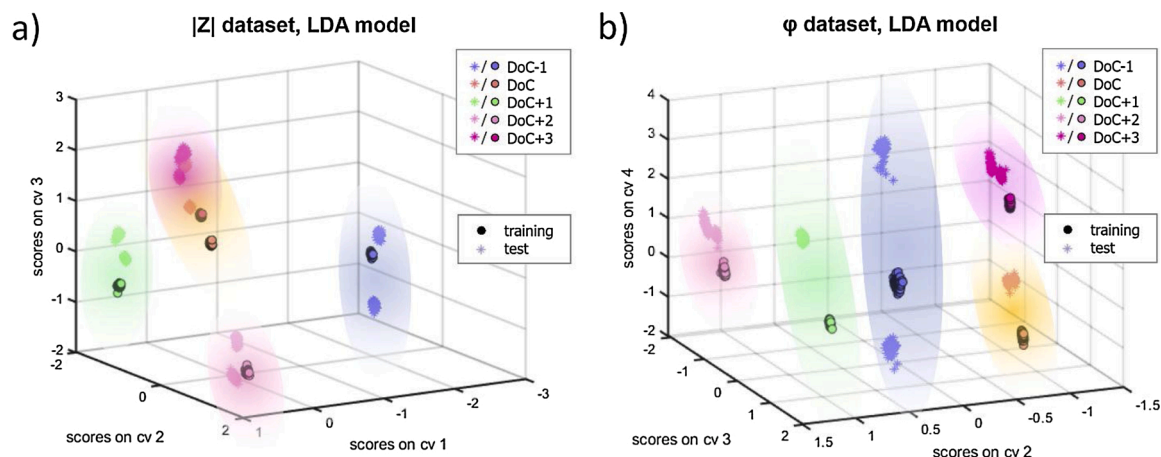 a)
|Z| dataset, LDA model
✶/● DoC-1
✶/● DoC
✶/● DoC+1
✶/● DoC+2
✶/● DoC+3
● training
✶ test
3
2
1
0
-1
-2
scores on cv 3
-2
0
2
scores on cv 2
1
0
-1
-2
-3
scores on cv 1
b)
φ dataset, LDA model
✶/● DoC-1
✶/● DoC
✶/● DoC+1
✶/● DoC+2
✶/● DoC+3
● training
✶ test
4
3
2
1
0
-1
-2
scores on cv 4
-2
-1
0
1
2
scores on cv 3
1.5
1
0.5
0
-0.5
-1
-1.5
scores on cv 2